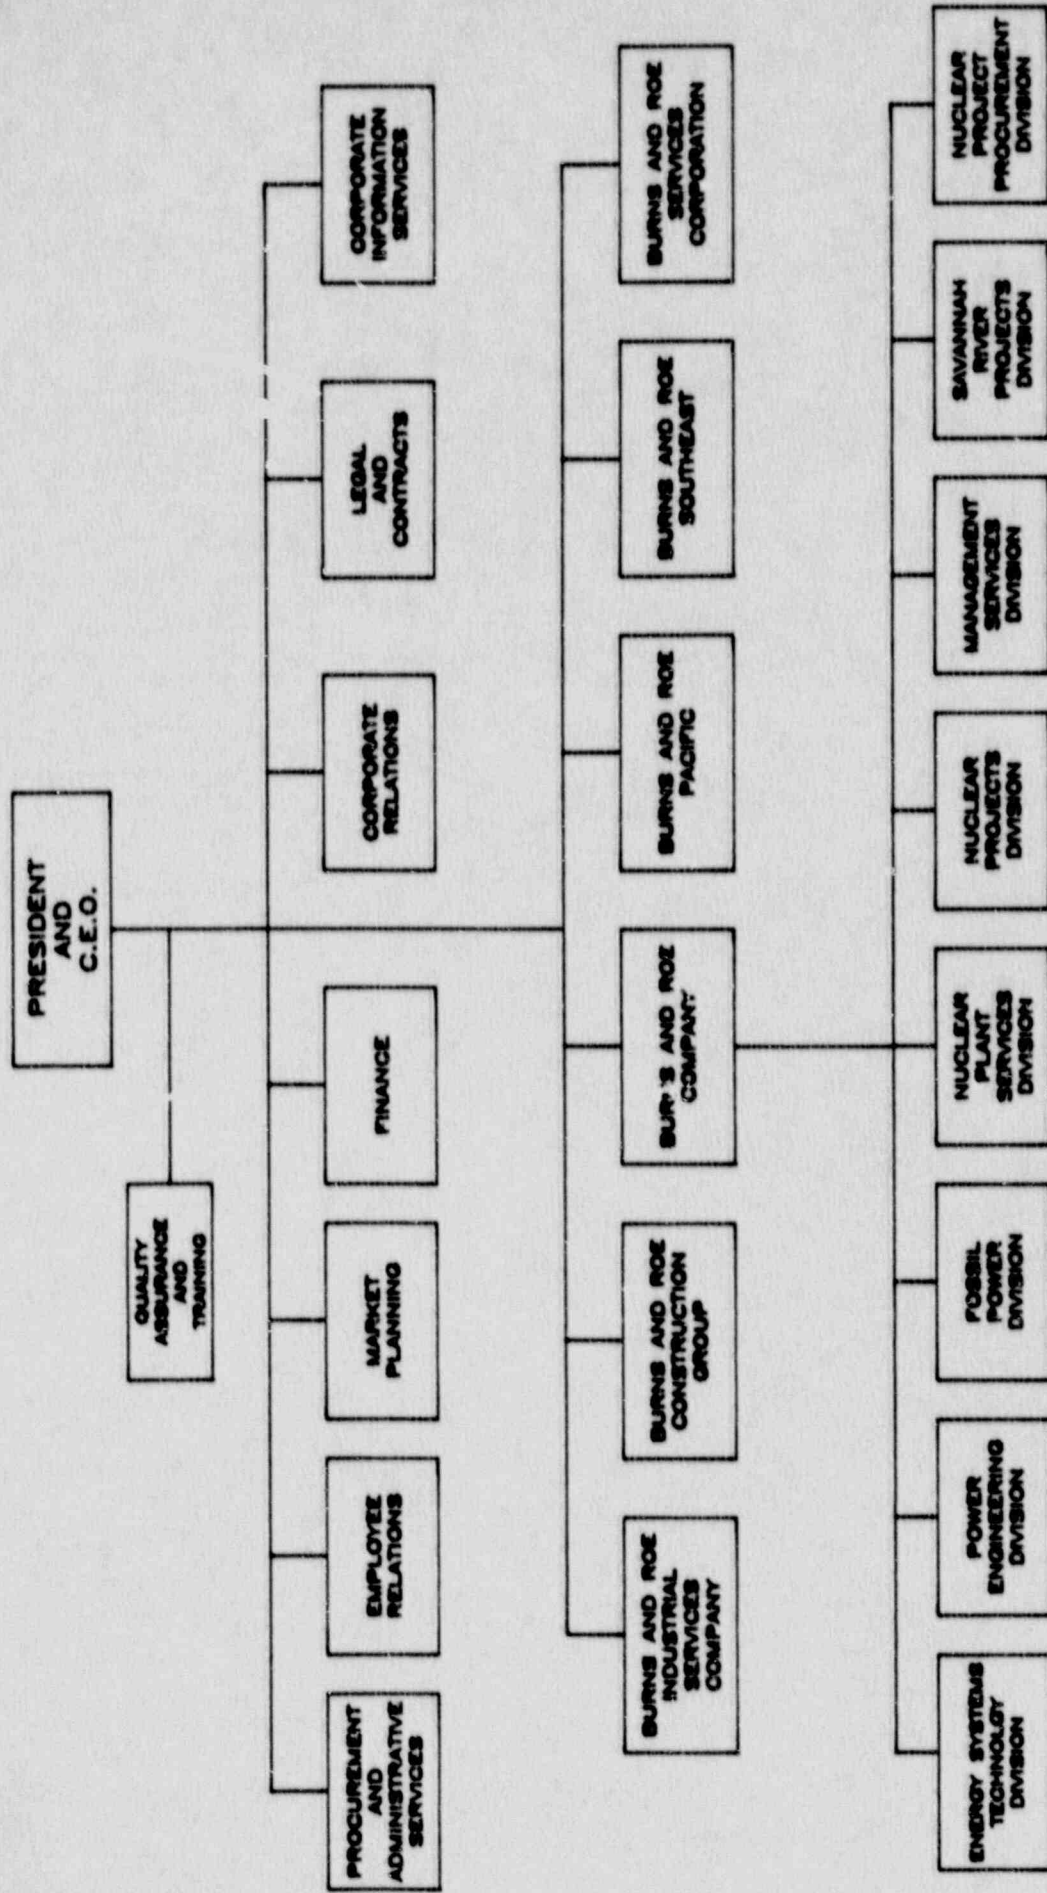 PRESIDENT
AND
C.E.O.
QUALITY
ASSURANCE
AND
TRAINING
PROCUREMENT
AND
ADMINISTRATIVE
SERVICES
EMPLOYEE
RELATIONS
MARKET
PLANNING
FINANCE
CORPORATE
RELATIONS
LEGAL
AND
CONTRACTS
CORPORATE
INFORMATION
SERVICES
BURNS AND ROE
INDUSTRIAL
SERVICES
COMPANY
BURNS AND ROE
CONSTRUCTION
GROUP
BURNS AND ROE
COMPANY
BURNS AND ROE
PACIFIC
BURNS AND ROE
SOUTHEAST
BURNS AND ROE
SERVICES
CORPORATION
ENERGY SYSTEMS
TECHNOLGY
DIVISION
POWER
ENGINEERING
DIVISION
FOSSIL
POWER
DIVISION
NUCLEAR
PLANT
SERVICES
DIVISION
NUCLEAR
PROJECTS
DIVISION
MANAGEMENT
SERVICES
DIVISION
SAVANNAH
RIVER
PROJECTS
DIVISION
NUCLEAR
PROJECT
PROCUREMENT
DIVISION